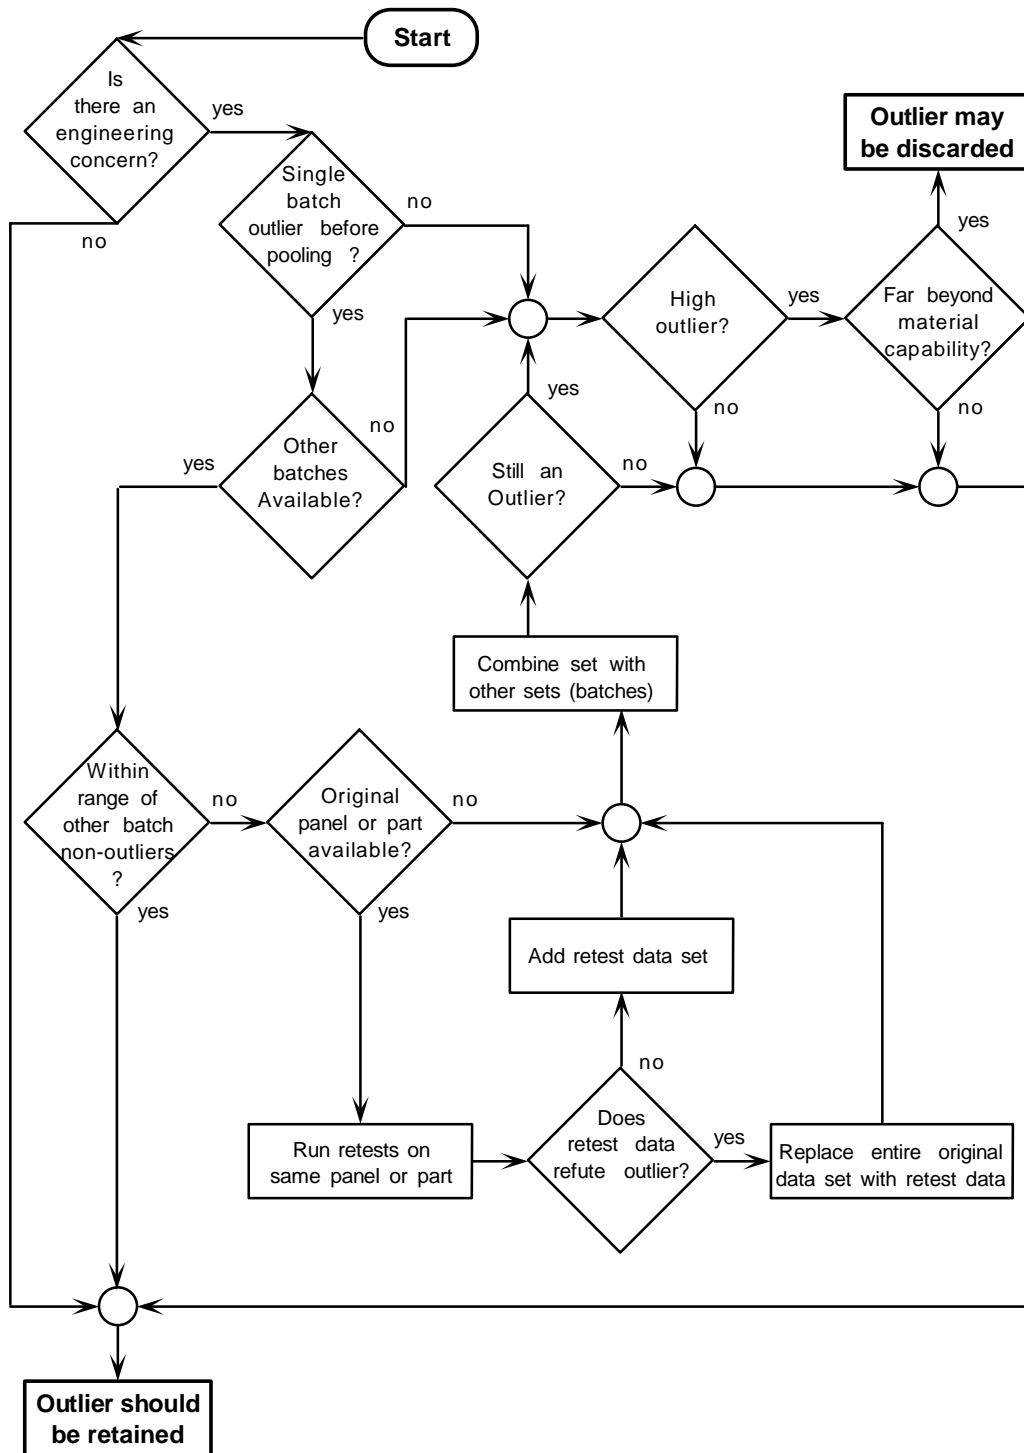 Start
Is
there an
engineering
concern?
yes
no
Single
batch
outlier before
pooling ?
no
yes
Outlier may
be discarded
yes
High
outlier?
yes
no
Far beyond
material
capability?
no
Other
batches
Available?
no
yes
Still an
Outlier?
yes
no
Combine set with
other sets (batches)
Within
range of
other batch
non-outliers
?
no
yes
Original
panel or part
available?
no
yes
Add retest data set
no
Run retests on
same panel or part
Does
retest data
refute outlier?
yes
Replace entire original
data set with retest data
Outlier should
be retained